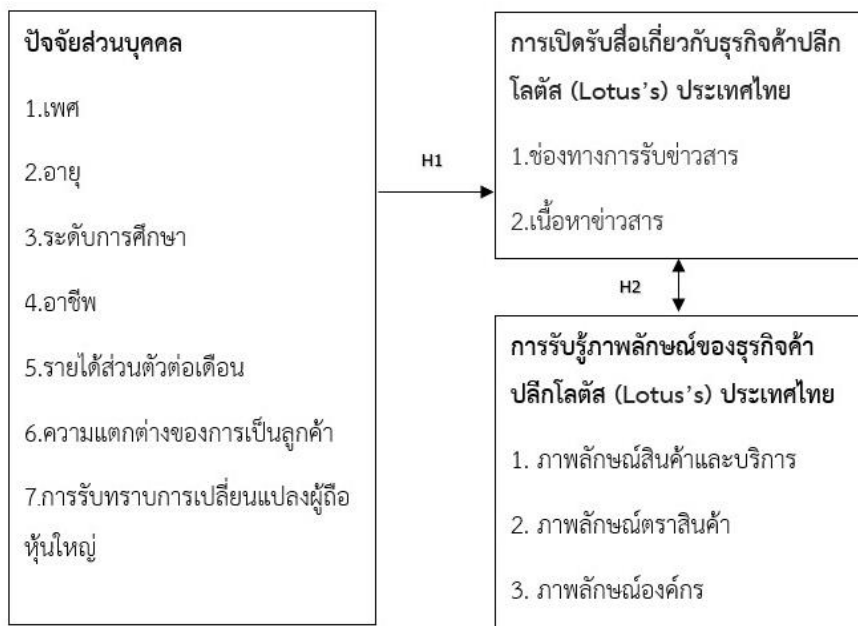 ปัจจัยส่วนบุคคล
1.เพศ
2.อายุ
3.ระดับการศึกษา
4.อาชีพ
5.รายได้ส่วนตัวต่อเดือน
6.ความแตกต่างของการเป็นลูกค้า
7.การรับทราบการเปลี่ยนแปลงผู้ถือ
หุ้นใหญ่
H1
การเปิดรับสื่อเกี่ยวกับธุรกิจค้าปลีก
โลตัส (Lotus’s) ประเทศไทย
1.ช่องทางการรับข่าวสาร
2.เนื้อหาข่าวสาร
H2
การรับรู้ภาพลักษณ์ของธุรกิจค้า
ปลีกโลตัส (Lotus’s) ประเทศไทย
1. ภาพลักษณ์สินค้าและบริการ
2. ภาพลักษณ์ตราสินค้า
3. ภาพลักษณ์องค์กร